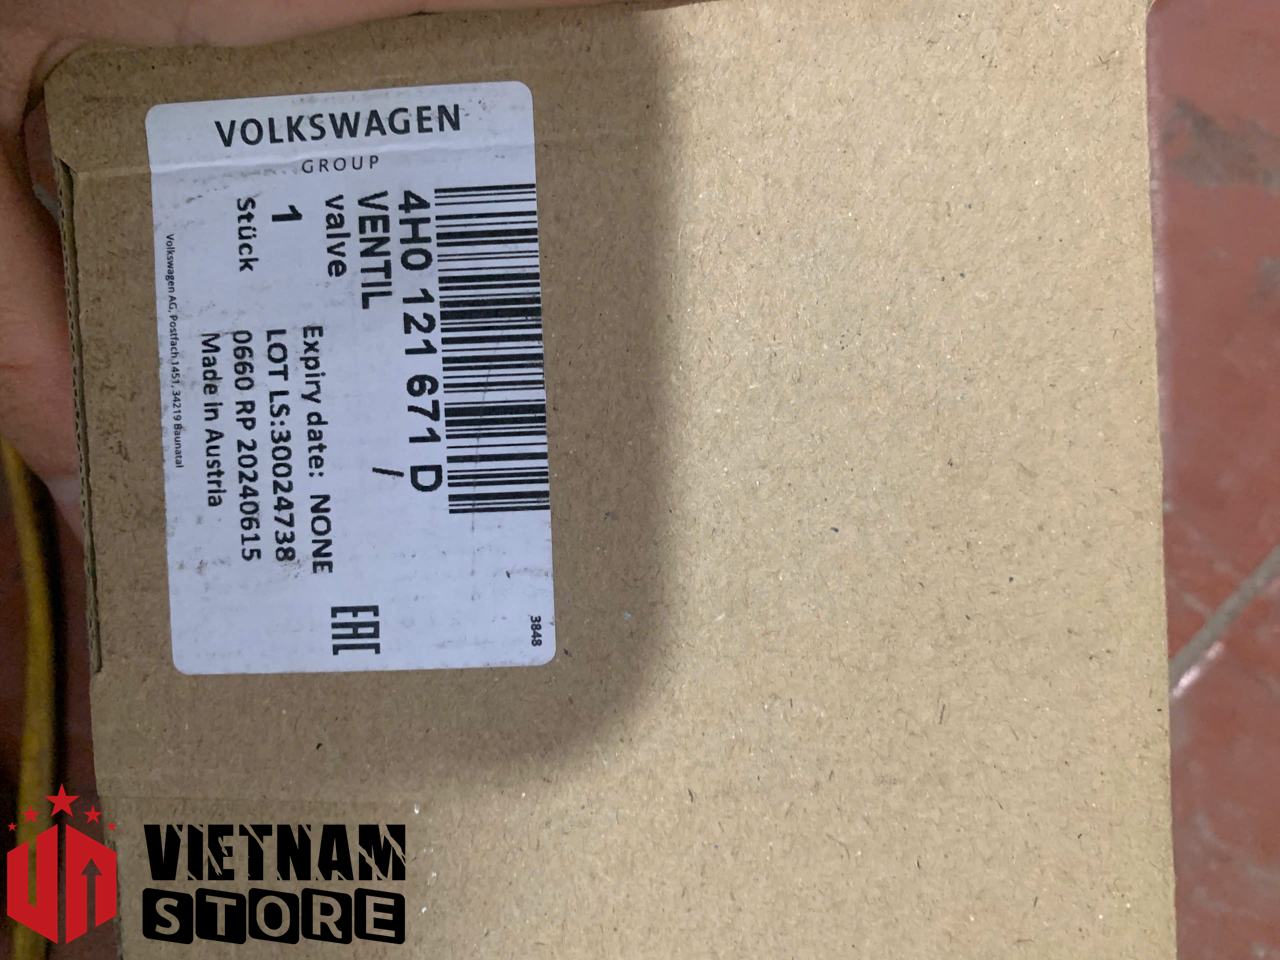 VOLKSWAGEN
GROUP
4H0 121 671 D
VENTIL /
valve
1
Stück
Expiry date: NONE
LOT LS:30024738
0660 RP 20240615
Made in Austria
Volkswagen AG, Postfach 1451, 34219 Baunatal
EAC
3848
VIETNAM
STORE